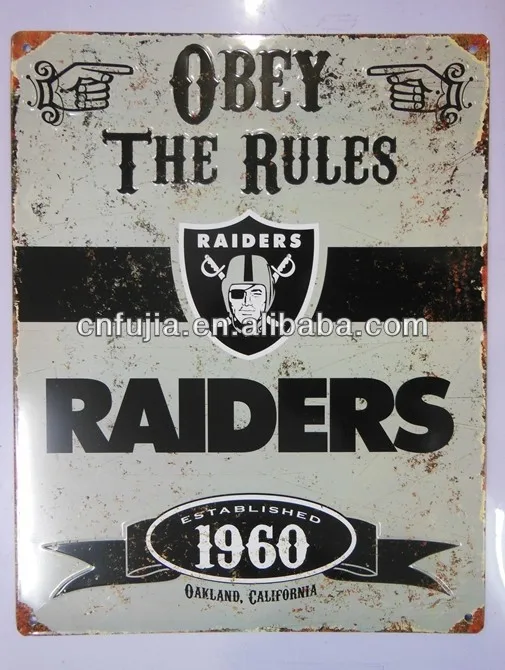 OBEY
THE RULES
RAIDERS
cnfujia.en.alibaba.com
RAIDERS
ESTABLISHED
1960
OAKLAND, CALIFORNIA